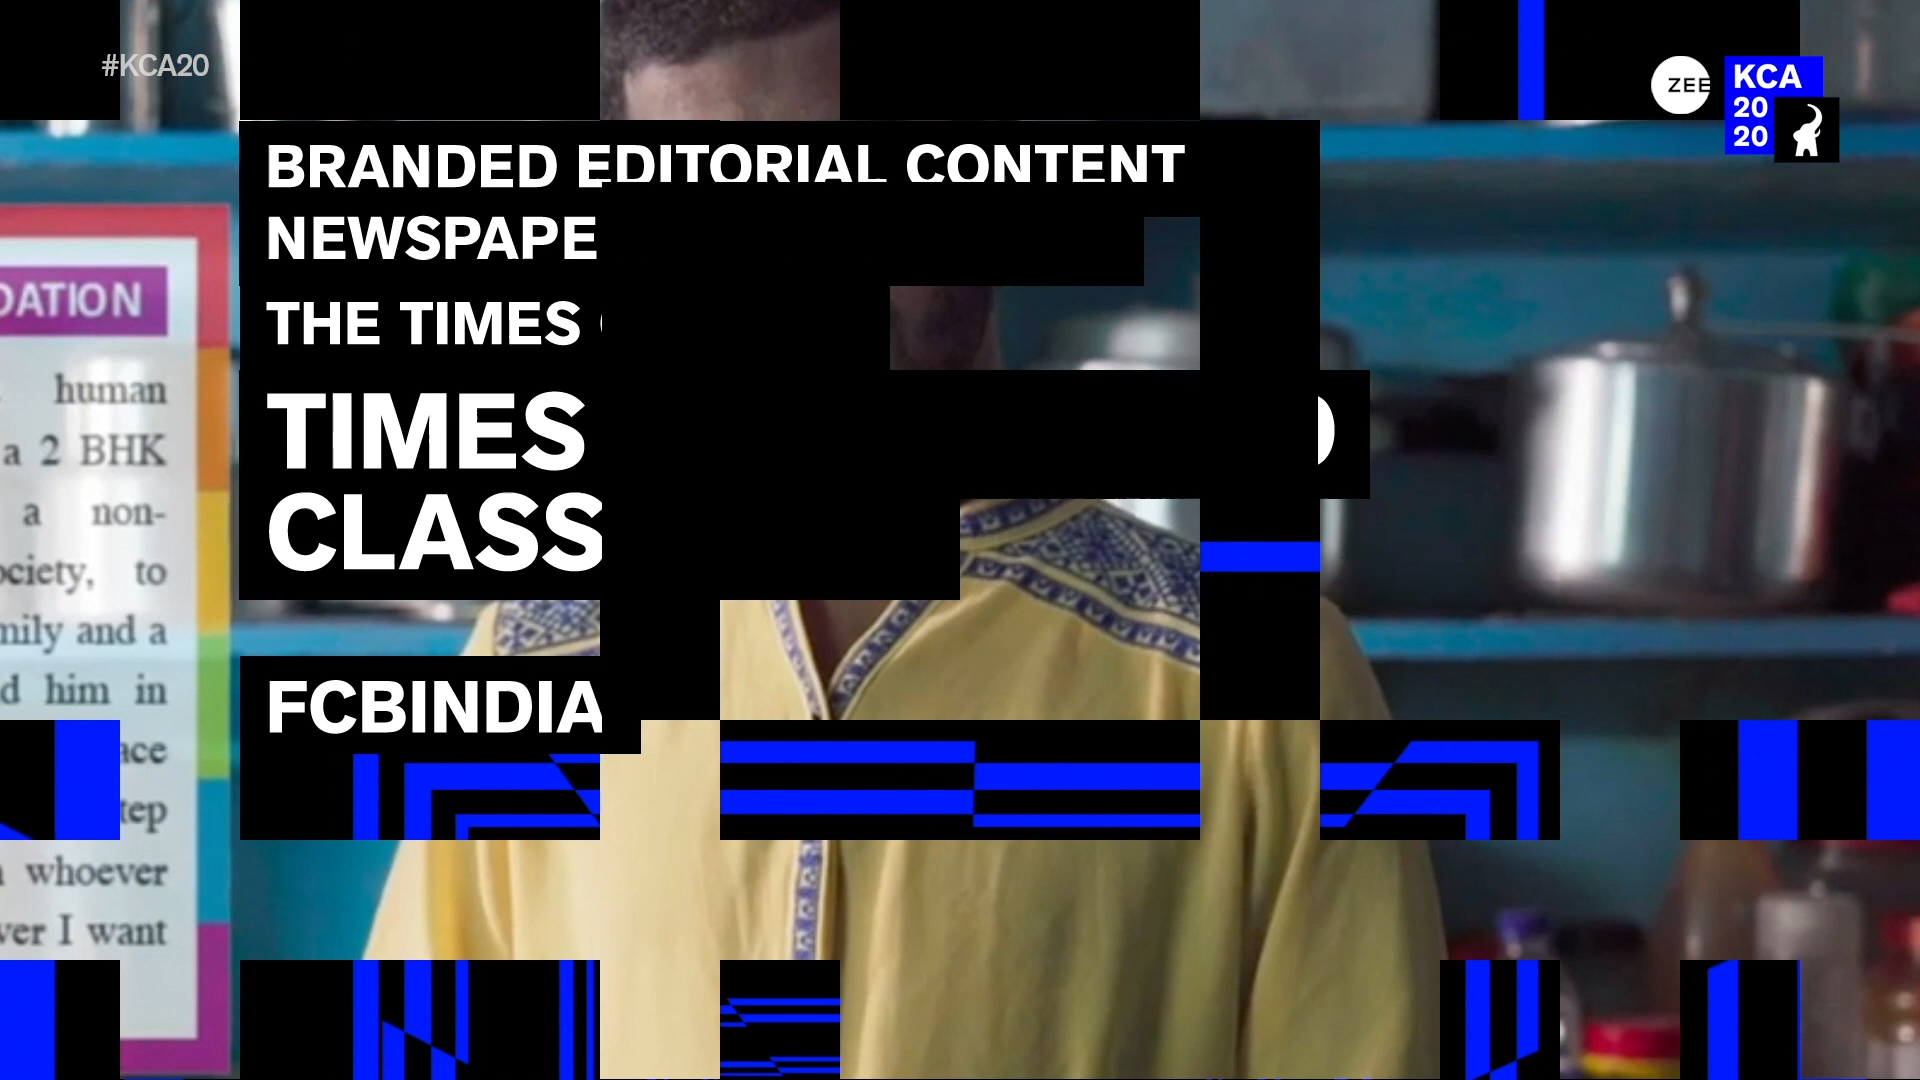 #KCA20
ZEE
KCA
20
20
BRANDED EDITORIAL CONTENT
NEWSPAPE
THE TIMES
TIMES
CLASS
FCBINDIA
DATION
human
a 2 BHK
a non-
ciety, to
mily and a
d him in
ace
tep
whoever
ver I want